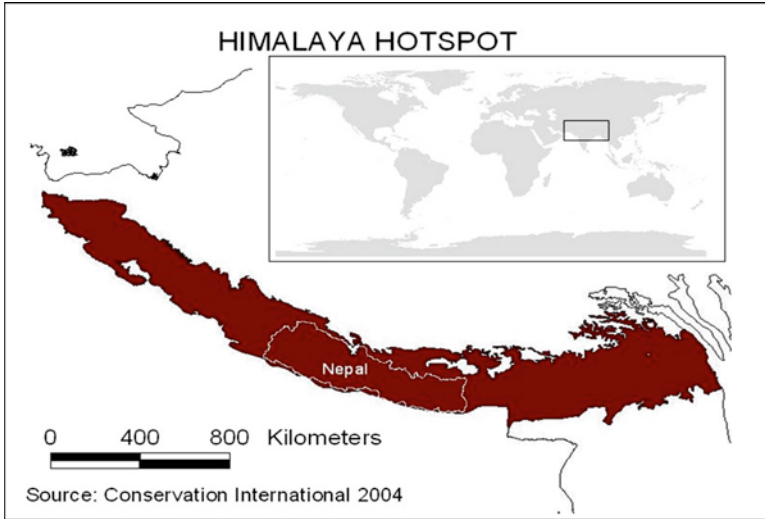 HIMALAYA HOTSPOT
Nepal
0 400 800 Kilometers
Source: Conservation International 2004